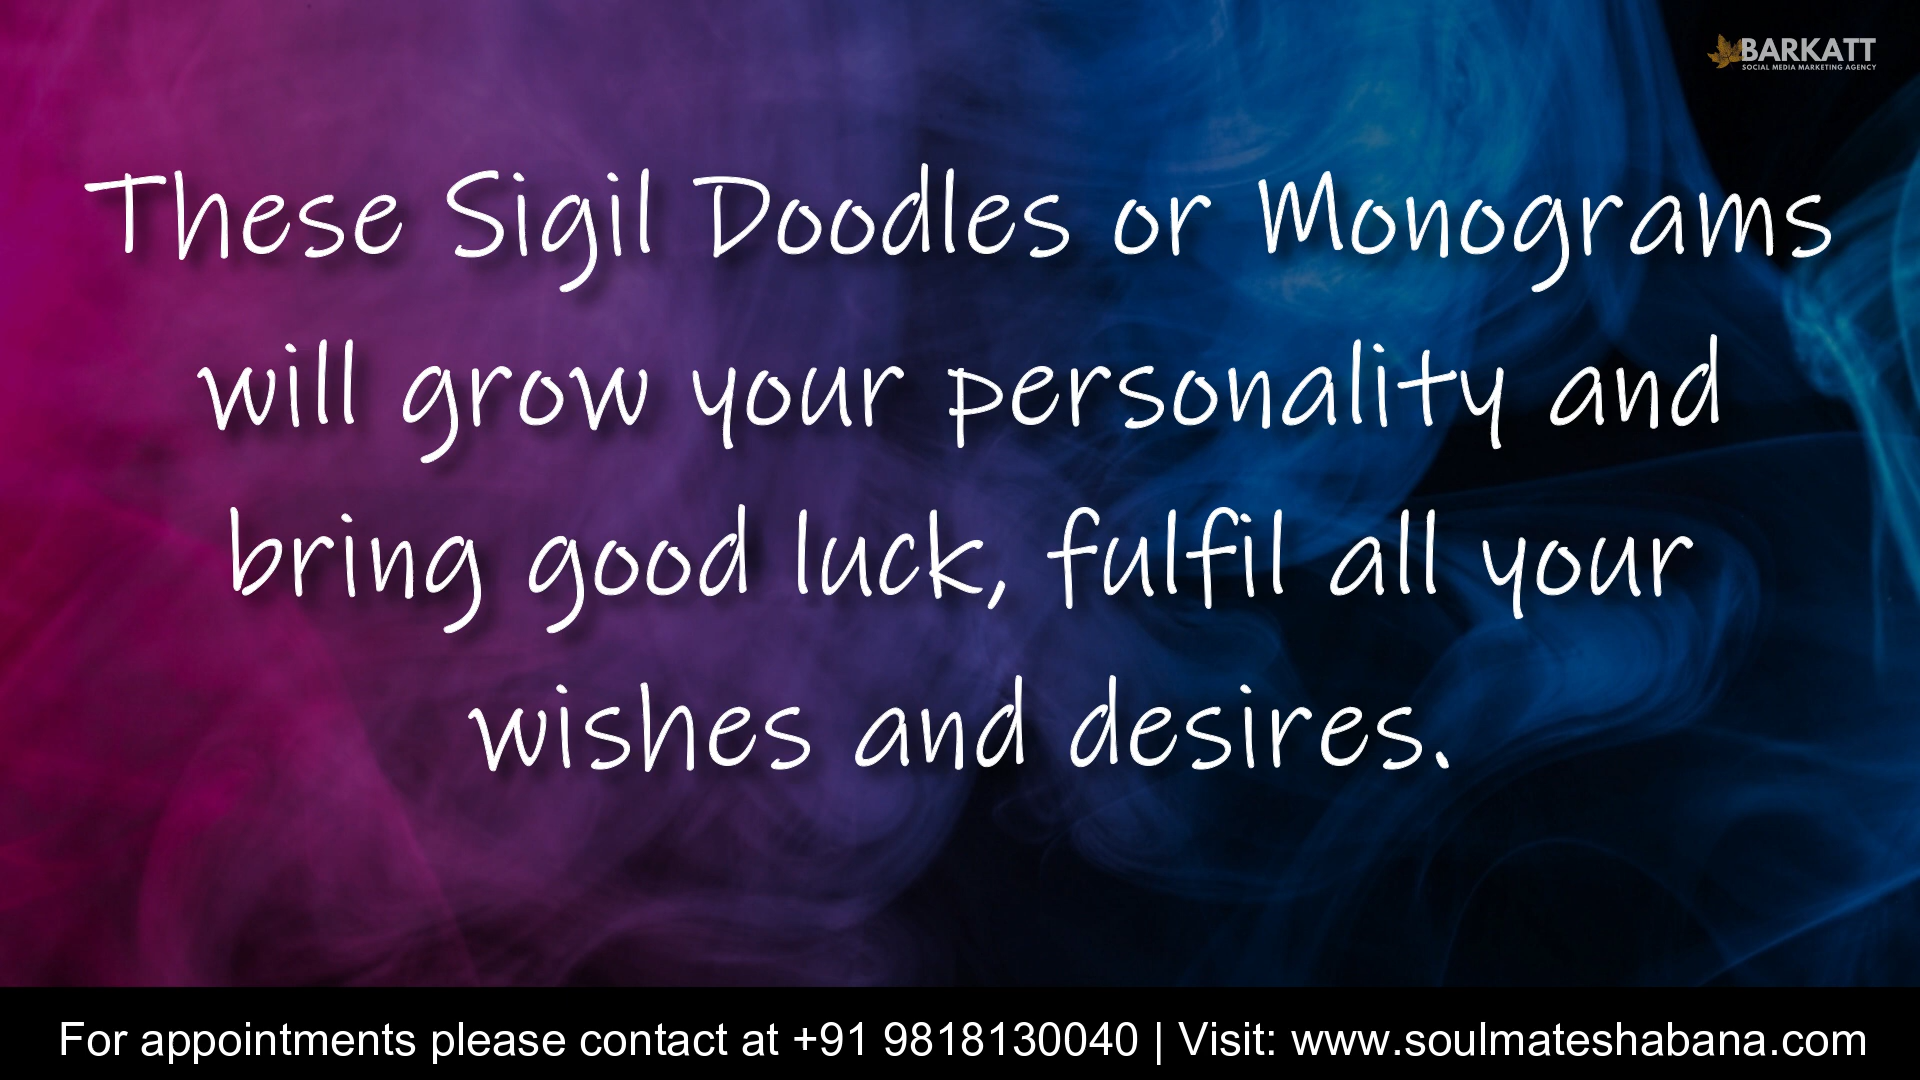 BARKATT
SOCIAL MEDIA MARKETING AGENCY
These Sigil Doodles or Monograms
will grow your personality and
bring good luck, fulfil all your
wishes and desires.
For appointments please contact at +91 9818130040 | Visit: www.soulmateshabana.com